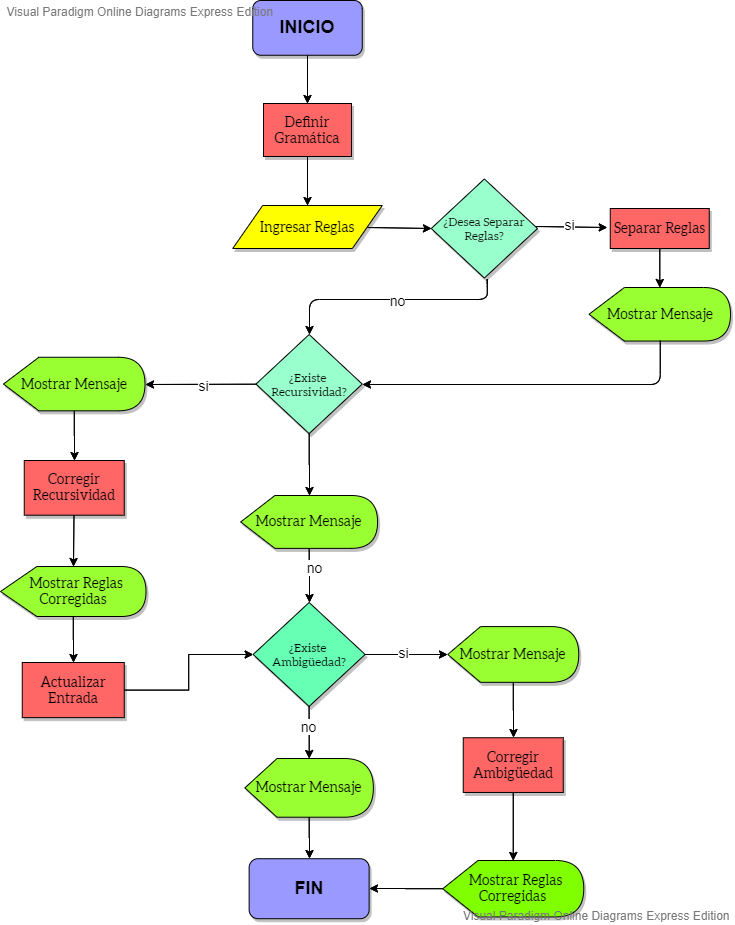 Visual Paradigm Online Diagrams Express Edition
INICIO
Definir
Gramática
Ingresar Reglas
¿Desea Separar
Reglas?
si
Separar Reglas
Mostrar Mensaje
no
¿Existe
Recursividad?
si
Mostrar Mensaje
Corregir
Recursividad
Mostrar Reglas
Corregidas
Actualizar
Entrada
Mostrar Mensaje
no
¿Existe
Ambigüedad?
si
Mostrar Mensaje
Corregir
Ambigüedad
Mostrar Reglas
Corregidas
no
Mostrar Mensaje
FIN
Visual Paradigm Online Diagrams Express Edition